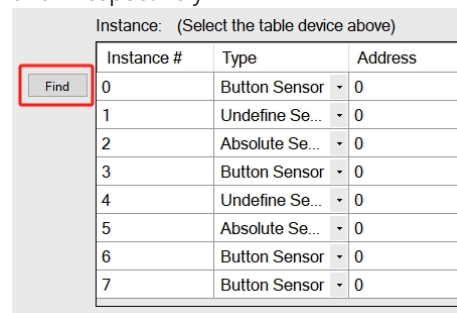 Instance: (Select the table device above)
Instance # Type Address
Find 0 Button Sensor 0
1 Undefine Se... 0
2 Absolute Se... 0
3 Button Sensor 0
4 Undefine Se... 0
5 Absolute Se... 0
6 Button Sensor 0
7 Button Sensor 0